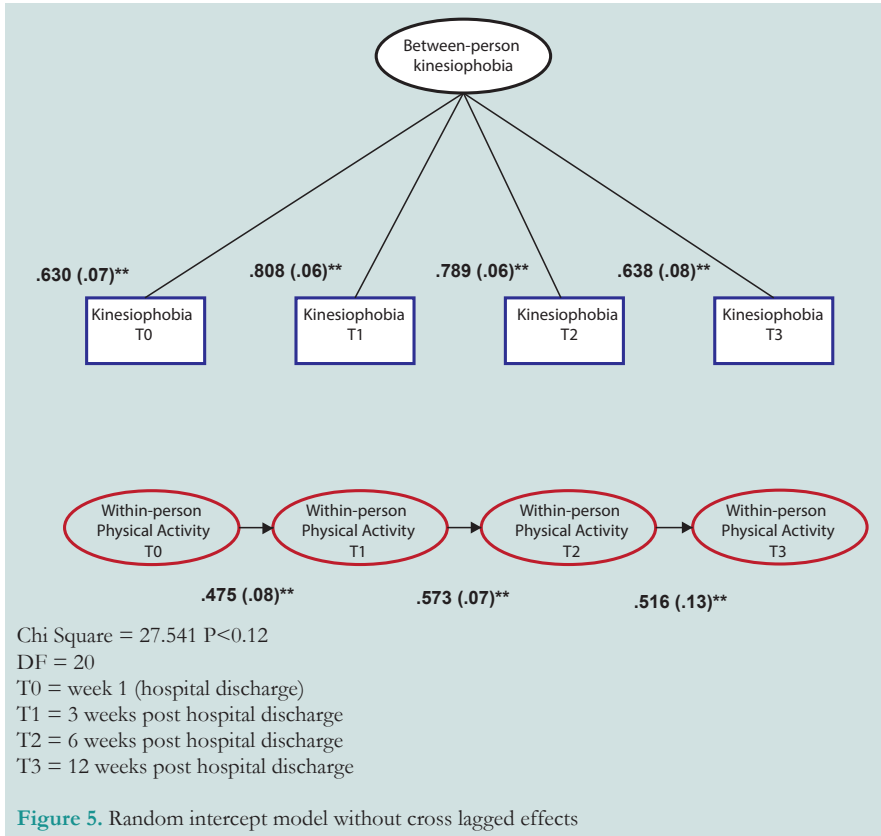 Between-person
kinesiophobia
.630 (.07)**
.808 (.06)**
.789 (.06)**
.638 (.08)**
Kinesiophobia
T0
Kinesiophobia
T1
Kinesiophobia
T2
Kinesiophobia
T3
Within-person
Physical Activity
T0
Within-person
Physical Activity
T1
Within-person
Physical Activity
T2
Within-person
Physical Activity
T3
.475 (.08)**
.573 (.07)**
.516 (.13)**
Chi Square = 27.541 P<0.12
DF = 20
T0 = week 1 (hospital discharge)
T1 = 3 weeks post hospital discharge
T2 = 6 weeks post hospital discharge
T3 = 12 weeks post hospital discharge
Figure 5. Random intercept model without cross lagged effects